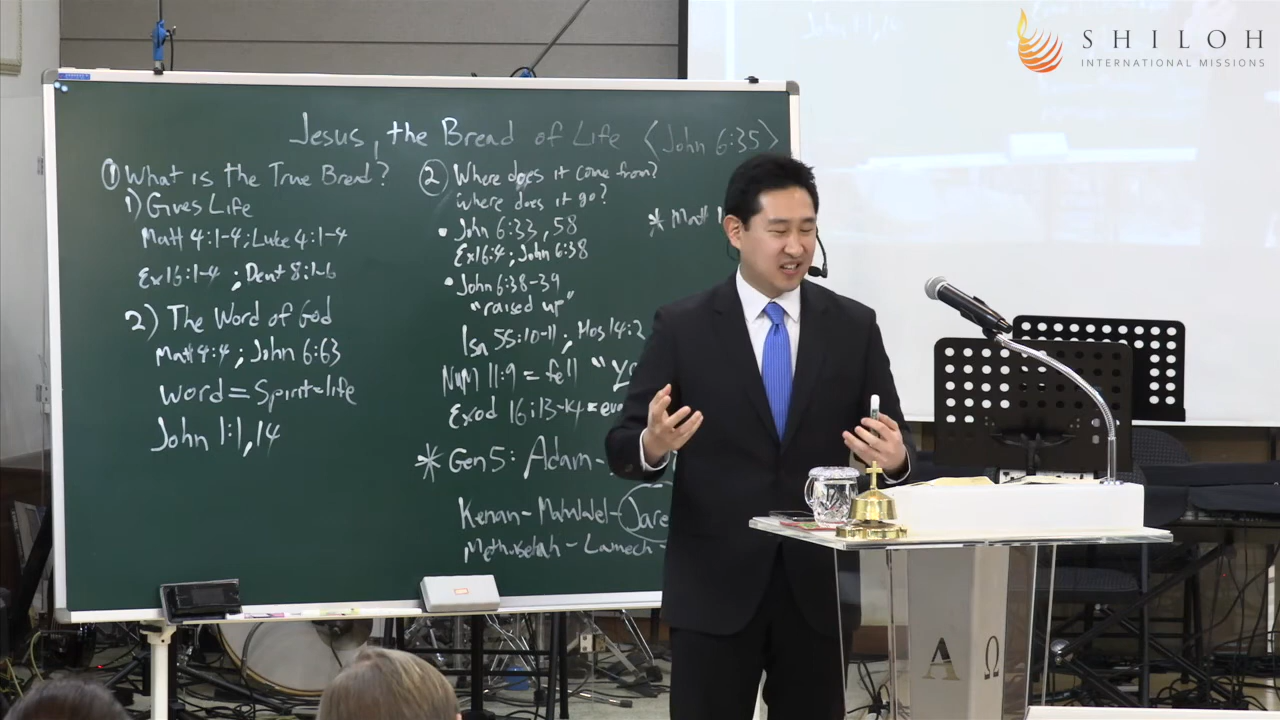 SHILOH
INTERNATIONAL MISSIONS
Jesus, the Bread of Life <John 6:35>
① What is the True Bread?
1) Gives Life
Matt 4:1-4; Luke 4:1-4
Ex 16:1-4; Deut 8:1-6
2) The Word of God
Matt 4:4; John 6:63
word = Spirit = life
John 1:1, 14
② Where does it come from?
where does it go?
• John 6:33, 58
Ex 16:4; John 6:38
• John 6:38-39
"raised up"
Isa 55:10-11; Hos 14:2
Num 11:9 = fell
Exod 16:13-14 =
* Gen 5: Adam-
Kenan - Mahalalel - Jare
Methuselah - Lamech -
* Matt 1
Α Ω